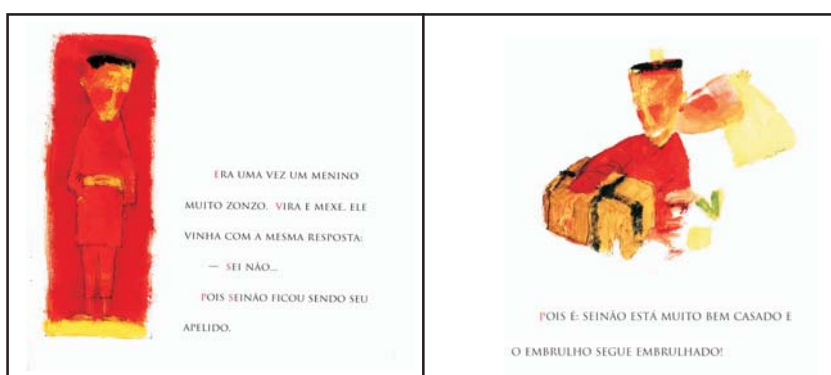 ERA UMA VEZ UM MENINO
MUITO ZONZO. VIRA E MEXE, ELE
VINHA COM A MESMA RESPOSTA:
— SEI NÃO...
POIS SEINÃO FICOU SENDO SEU
APELIDO.
POIS É: SEINÃO ESTÁ MUITO BEM CASADO E
O EMBRULHO SEGUE EMBRULHADO!